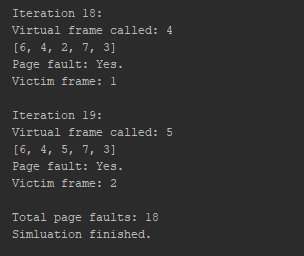 Iteration 18:
Virtual frame called: 4
[6, 4, 2, 7, 3]
Page fault: Yes.
Victim frame: 1
Iteration 19:
Virtual frame called: 5
[6, 4, 5, 7, 3]
Page fault: Yes.
Victim frame: 2
Total page faults: 18
Simluation finished.